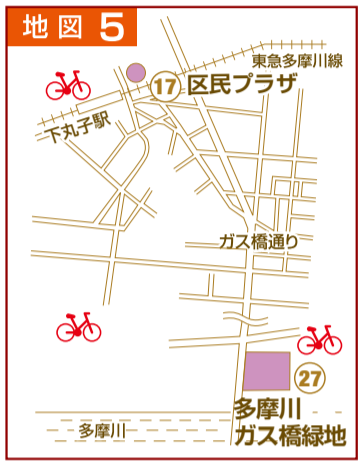 地図 5
東急多摩川線
17 区民プラザ
下丸子駅
ガス橋通り
27
多摩川
ガス橋緑地
多摩川